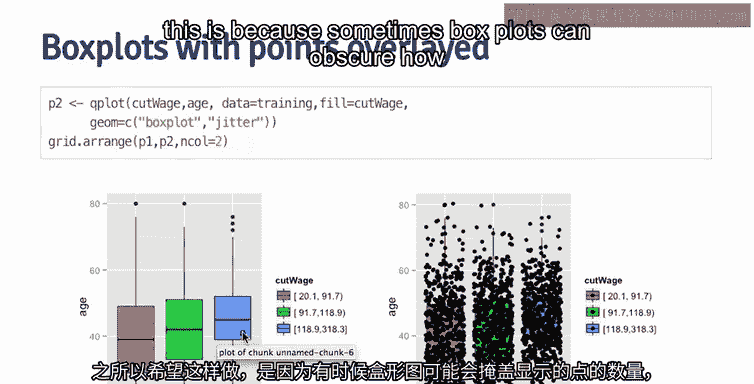 this is because sometimes box plots can
obscure how
Boxplots with points overlayed
p2 <- qplot(cutWage,age, data=training,fill=cutWage,
geom=c("boxplot","jitter"))
grid.arrange(p1,p2,ncol=2)
80
60
40
age
cutWage
[ 20.1, 91.7)
[ 91.7,118.9)
[118.9,318.3]
plot of chunk unnamed-chunk-6
80
60
40
age
cutWage
[ 20.1, 91.7)
[ 91.7,118.9)
[118.9,318.3]
之所以希望这样做，是因为有时候盒形图可能会掩盖显示的点的数量，